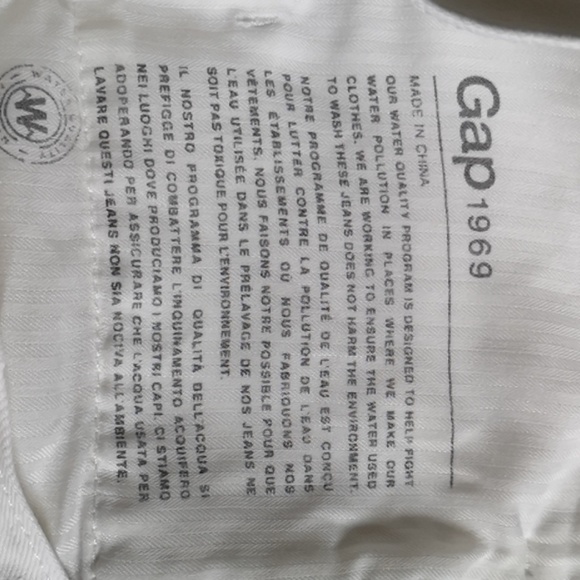 Gap 1969
MADE IN CHINA
OUR WATER QUALITY PROGRAM IS DESIGNED TO HELP FIGHT
WATER POLLUTION IN PLACES WHERE WE MAKE OUR
CLOTHES. WE ARE WORKING TO ENSURE THE WATER USED
TO WASH THESE JEANS DOES NOT HARM THE ENVIRONMENT.
NOTRE PROGRAMME DE QUALITÉ DE L'EAU EST CONÇU
POUR LUTTER CONTRE LA POLLUTION DE L'EAU DANS
LES ÉTABLISSEMENTS OÙ NOUS FABRIQUONS NOS
VÊTEMENTS. NOUS FAISONS NOTRE POSSIBLE POUR QUE
L'EAU UTILISÉE DANS LE PRÉLAVAGE DE NOS JEANS NE
SOIT PAS TOXIQUE POUR L'ENVIRONNEMENT.
IL NOSTRO PROGRAMMA DI QUALITÀ DELL'ACQUA SI
PREFIGGE DI COMBATTERE L'INQUINAMENTO ACQUIFERO
NEI LUOGHI DOVE PRODUCIAMO I NOSTRI CAPI. CI STIAMO
ADOPERANDO PER ASSICURARE CHE L'ACQUA USATA PER
LAVARE QUESTI JEANS NON SIA NOCIVA ALL'AMBIENTE.
WATER QUALITY
W